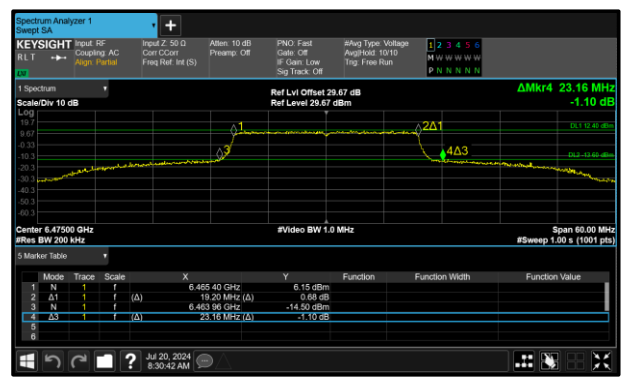 Spectrum Analyzer 1
Swept SA
+
KEYSIGHT Input: RF Input Z: 50 Ω Atten: 10 dB PNO: Fast #Avg Type: Voltage 1 2 3 4 5 6
R L T Coupling: AC Corr CCorr Preamp: Off Gate: Off Avg|Hold: 10/10 M W W W W W
Align: Partial Freq Ref: Int (S) IF Gain: Low Trig: Free Run
Sig Track: Off P N N N N N
1 Spectrum Ref Lvl Offset 29.67 dB ΔMkr4 23.16 MHz
Scale/Div 10 dB Ref Level 29.67 dBm -1.10 dB
Log
19.7
9.67 1 2Δ1 DL1 12.40 dBm
-0.33
-10.3 3 4Δ3 DL2 -13.60 dBm
-20.3
-30.3
-40.3
-50.3
-60.3
Center 6.47500 GHz #Video BW 1.0 MHz Span 60.00 MHz
#Res BW 200 kHz #Sweep 1.00 s (1001 pts)
5 Marker Table
Mode Trace Scale X Y Function Function Width Function Value
1 N 1 f 6.465 40 GHz 6.15 dBm
2 Δ1 1 f (Δ) 19.20 MHz (Δ) 0.68 dB
3 N 1 f 6.463 96 GHz -14.50 dBm
4 Δ3 1 f (Δ) 23.16 MHz (Δ) -1.10 dB
5
6
? Jul 20, 2024
8:30:42 AM